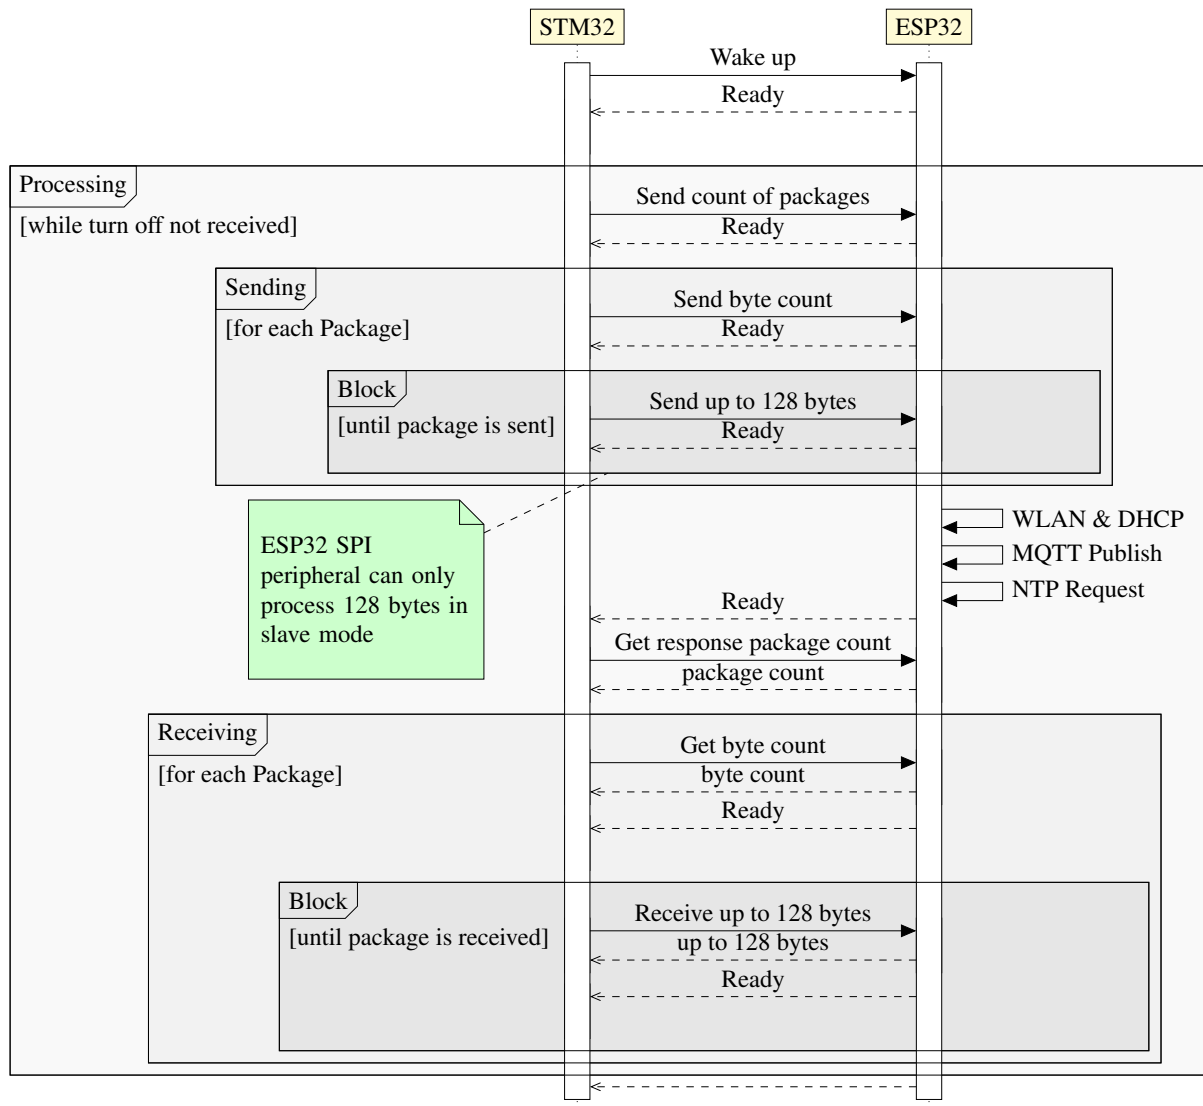 STM32
ESP32
Wake up
Ready
Processing
[while turn off not received]
Send count of packages
Ready
Sending
[for each Package]
Send byte count
Ready
Block
[until package is sent]
Send up to 128 bytes
Ready
ESP32 SPI
peripheral can only
process 128 bytes in
slave mode
WLAN & DHCP
MQTT Publish
NTP Request
Ready
Get response package count
package count
Receiving
[for each Package]
Get byte count
byte count
Ready
Block
[until package is received]
Receive up to 128 bytes
up to 128 bytes
Ready